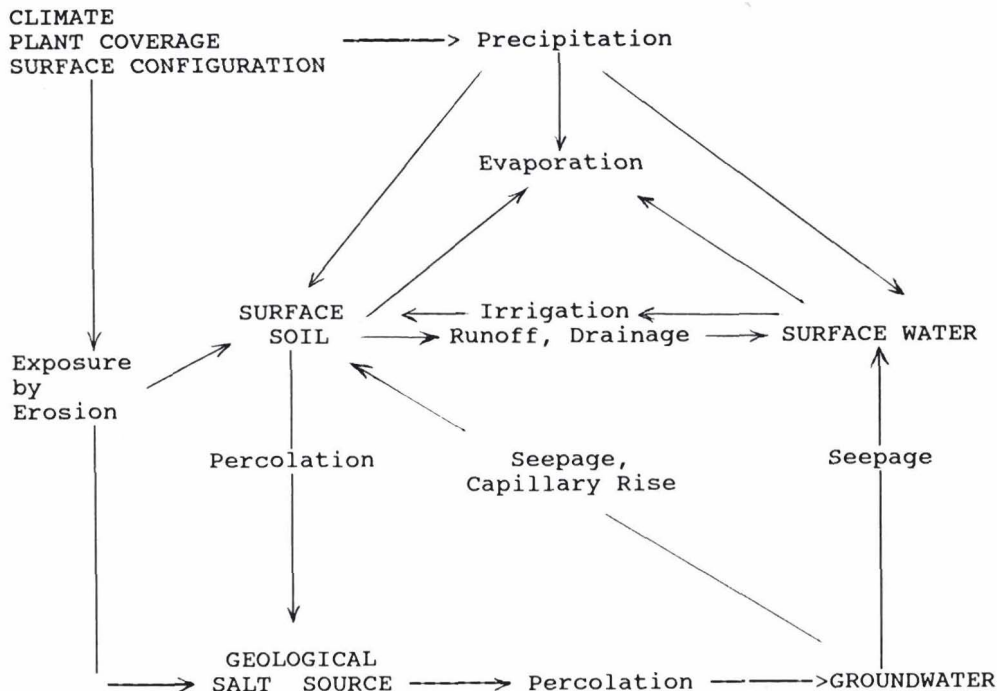 CLIMATE
PLANT COVERAGE
SURFACE CONFIGURATION
Precipitation
Evaporation
SURFACE
SOIL
Irrigation
Runoff, Drainage
SURFACE WATER
Exposure
by
Erosion
Percolation
Seepage,
Capillary Rise
Seepage
GEOLOGICAL
SALT SOURCE
Percolation
GROUNDWATER